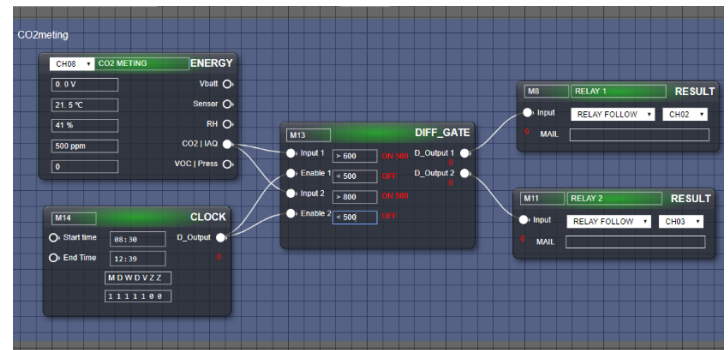 CO2meting
CH08 CO2 METING ENERGY
0.0 V Vbatt
21.5 ℃ Sensor
41 % RH
500 ppm CO2 | IAQ
0 VOC | Press
M14 CLOCK
Start time 08:30 D_Output
End Time 12:39 0
M D W D V Z Z
1 1 1 1 1 0 0
M13 DIFF_GATE
Input 1 > 600 ON 500 D_Output 1
0
Enable 1 < 500 OFF D_Output 2
0
Input 2 > 800 ON 500
Enable 2 < 500 OFF
M8 RELAY 1 RESULT
Input RELAY FOLLOW CH02
0 MAIL
M11 RELAY 2 RESULT
Input RELAY FOLLOW CH03
0 MAIL